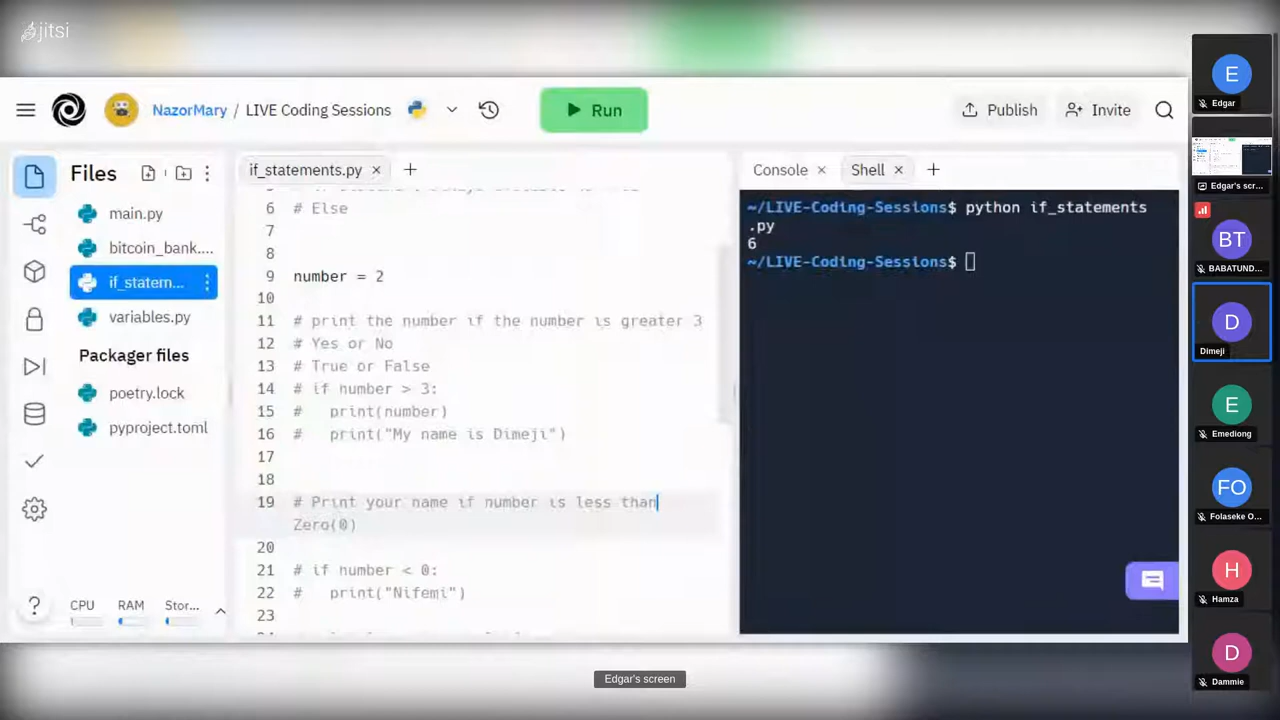 jitsi
NazorMary / LIVE Coding Sessions
Run
Publish
Invite
Files
main.py
bitcoin_bank....
if_statem...
variables.py
Packager files
poetry.lock
pyproject.toml
CPU
RAM
Stor...
if_statements.py
6
# Else
7
8
9
number = 2
10
11
# print the number if the number is greater 3
12
# Yes or No
13
# True or False
14
# if number > 3:
15
#   print(number)
16
#   print("My name is Dimeji")
17
18
19
# Print your name if number is less than
Zero(0)
20
21
# if number < 0:
22
#   print("Nifemi")
23
Console
Shell
~/LIVE-Coding-Sessions$ python if_statements
.py
6
~/LIVE-Coding-Sessions$
Edgar's screen
E
Edgar
Edgar's scr...
BT
BABATUND...
D
Dimeji
E
Emediong
FO
Folaseke O...
H
Hamza
D
Dammie